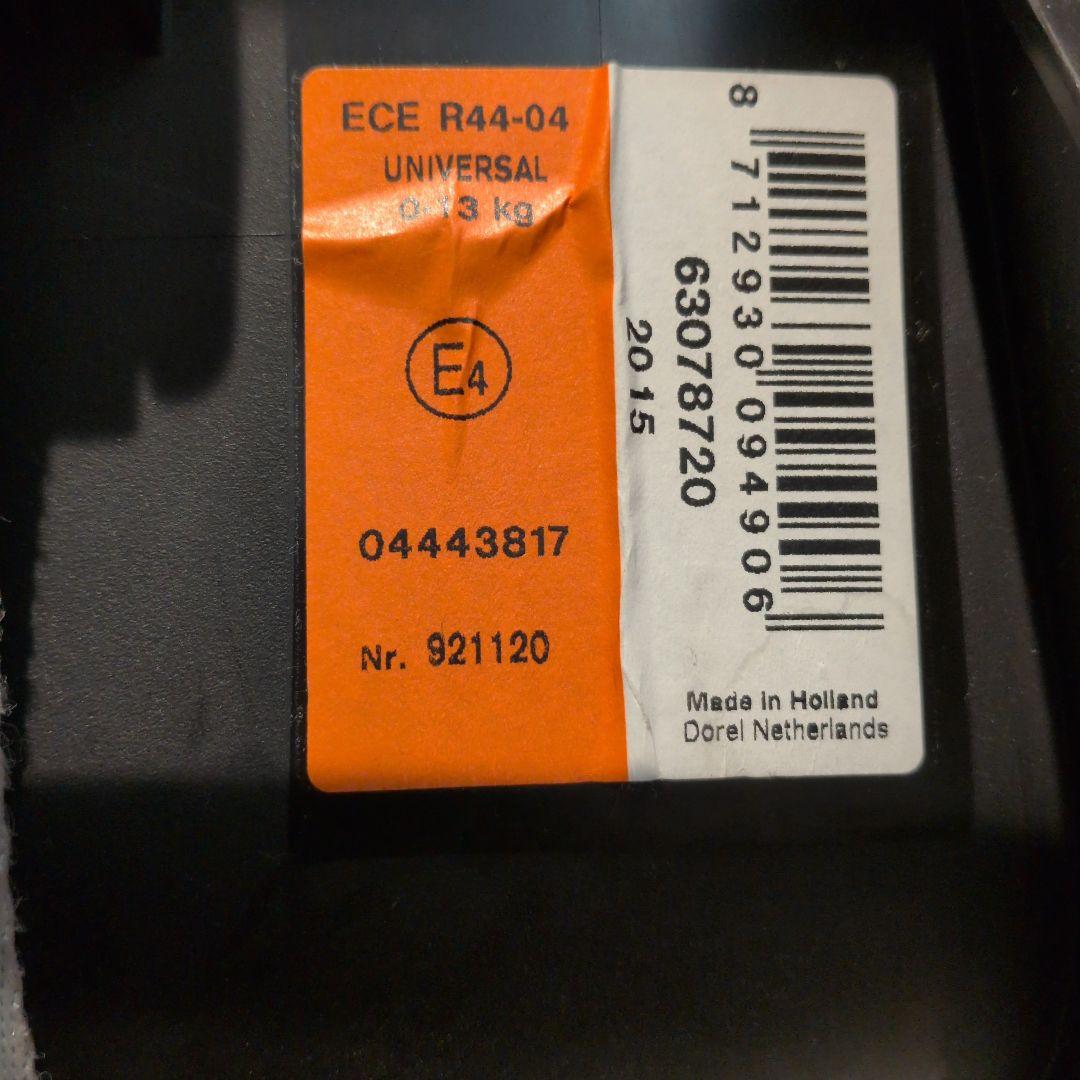 ECE R44-04
UNIVERSAL
0-13 kg
E4
04443817
Nr. 921120
2015
63078720
8 712930 094906
Made in Holland
Dorel Netherlands